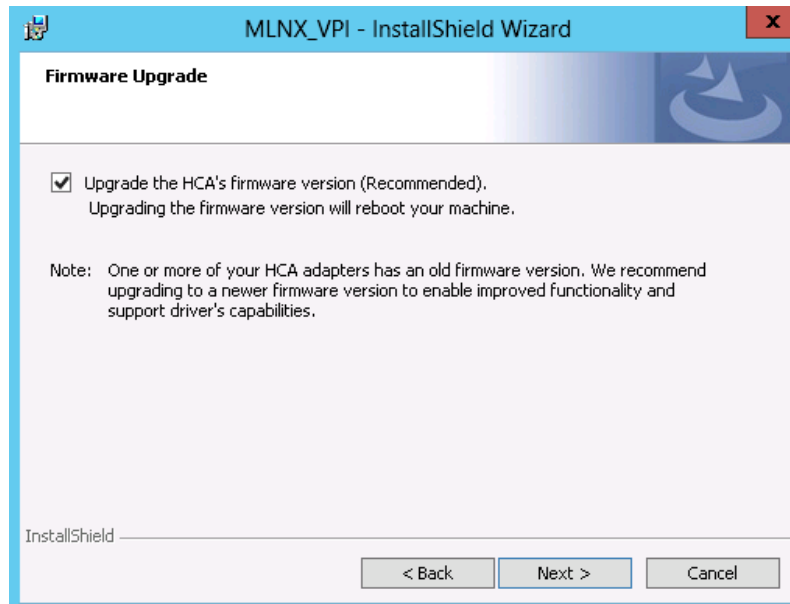 MLNX_VPI - InstallShield Wizard
x
Firmware Upgrade
Upgrade the HCA's firmware version (Recommended).
Upgrading the firmware version will reboot your machine.
Note: One or more of your HCA adapters has an old firmware version. We recommend
upgrading to a newer firmware version to enable improved functionality and
support driver's capabilities.
InstallShield
< Back Next > Cancel